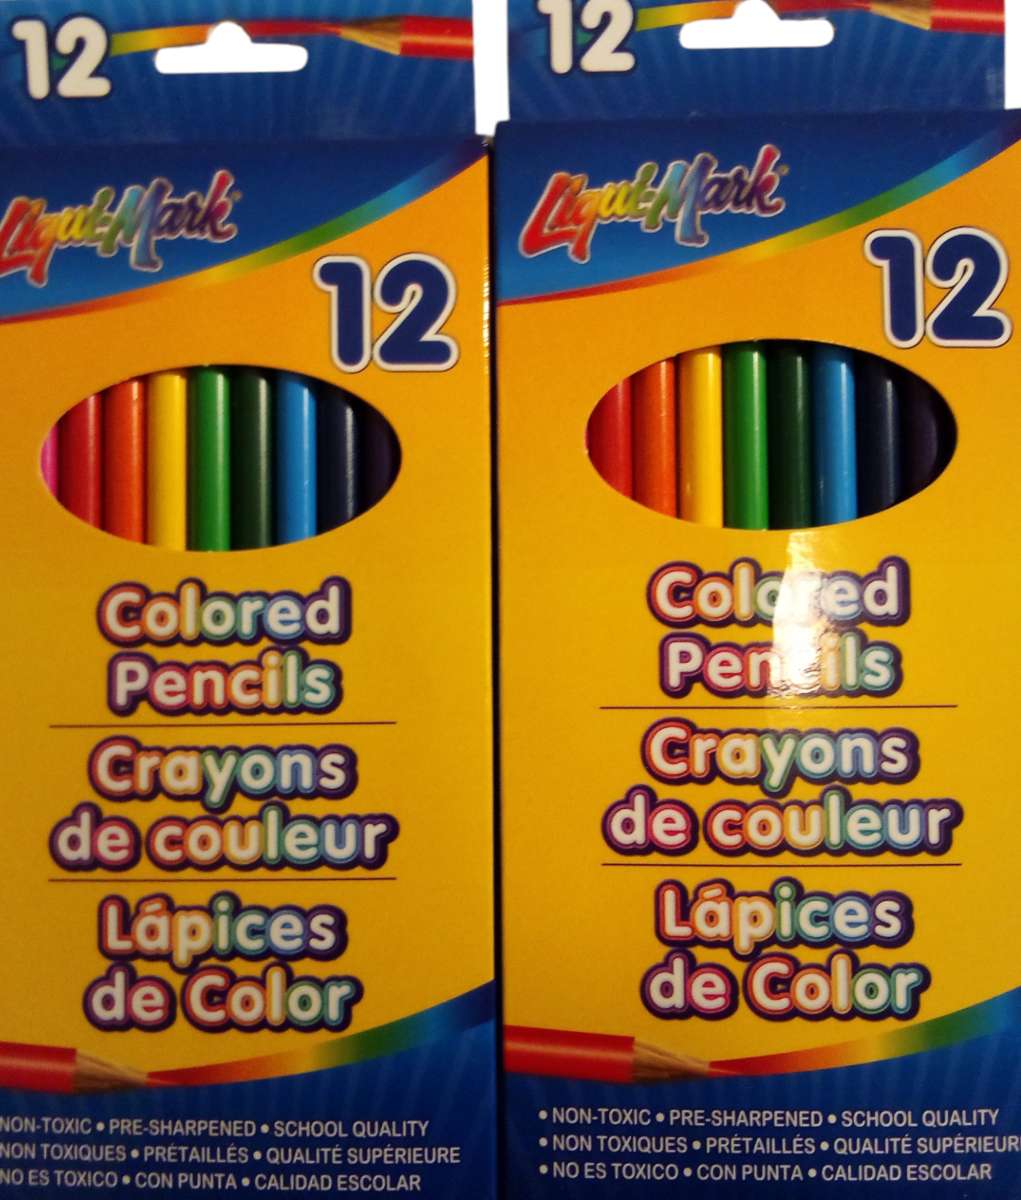 12
Liqui-Mark
12
Colored
Pencils
Crayons
de couleur
Lápices
de Color
NON-TOXIC • PRE-SHARPENED • SCHOOL QUALITY
NON TOXIQUES • PRÉTAILLÉS • QUALITÉ SUPÉRIEURE
NO ES TOXICO • CON PUNTA • CALIDAD ESCOLAR
12
Liqui-Mark
12
Colored
Pencils
Crayons
de couleur
Lápices
de Color
• NON-TOXIC • PRE-SHARPENED • SCHOOL QUALITY
• NON TOXIQUES • PRÉTAILLÉS • QUALITÉ SUPÉRIEUR
• NO ES TOXICO • CON PUNTA • CALIDAD ESCOLAR